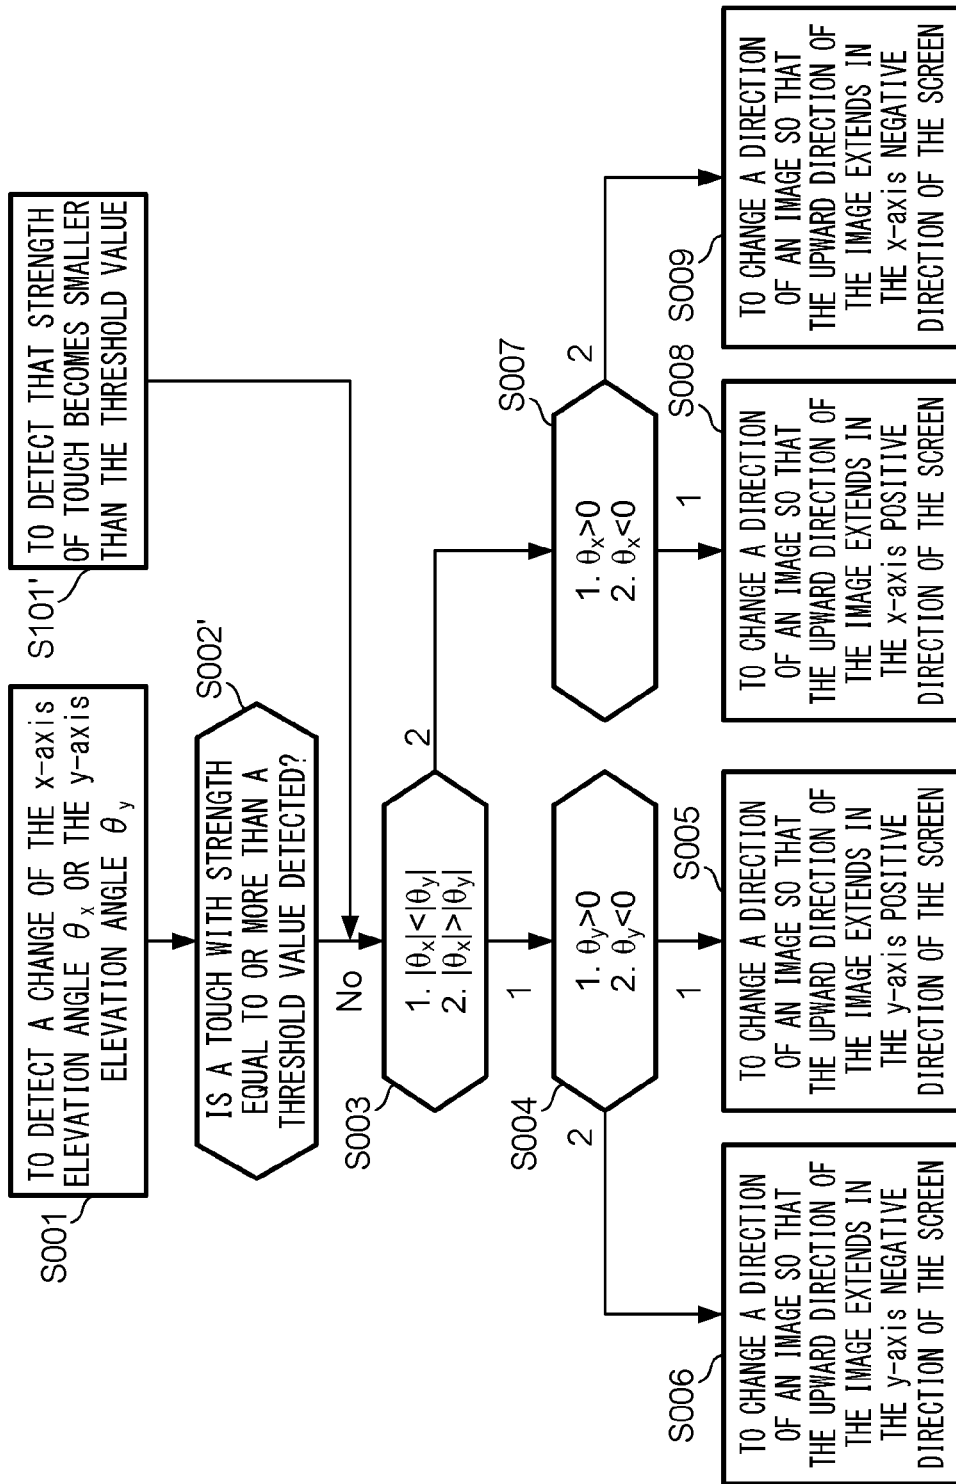 S001
TO DETECT A CHANGE OF THE x-axis
ELEVATION ANGLE θx OR THE y-axis
ELEVATION ANGLE θy
S101'
TO DETECT THAT STRENGTH
OF TOUCH BECOMES SMALLER
THAN THE THRESHOLD VALUE
S002'
IS A TOUCH WITH STRENGTH
EQUAL TO OR MORE THAN A
THRESHOLD VALUE DETECTED?
No
S003
1. |θx|<|θy|
2. |θx|>|θy|
2
1
S004
1. θy>0
2. θy<0
2
1
S007
1. θx>0
2. θx<0
2
1
S006
TO CHANGE A DIRECTION
OF AN IMAGE SO THAT
THE UPWARD DIRECTION OF
THE IMAGE EXTENDS IN
THE y-axis NEGATIVE
DIRECTION OF THE SCREEN
S005
TO CHANGE A DIRECTION
OF AN IMAGE SO THAT
THE UPWARD DIRECTION OF
THE IMAGE EXTENDS IN
THE y-axis POSITIVE
DIRECTION OF THE SCREEN
S008
TO CHANGE A DIRECTION
OF AN IMAGE SO THAT
THE UPWARD DIRECTION OF
THE IMAGE EXTENDS IN
THE x-axis POSITIVE
DIRECTION OF THE SCREEN
S009
TO CHANGE A DIRECTION
OF AN IMAGE SO THAT
THE UPWARD DIRECTION OF
THE IMAGE EXTENDS IN
THE x-axis NEGATIVE
DIRECTION OF THE SCREEN